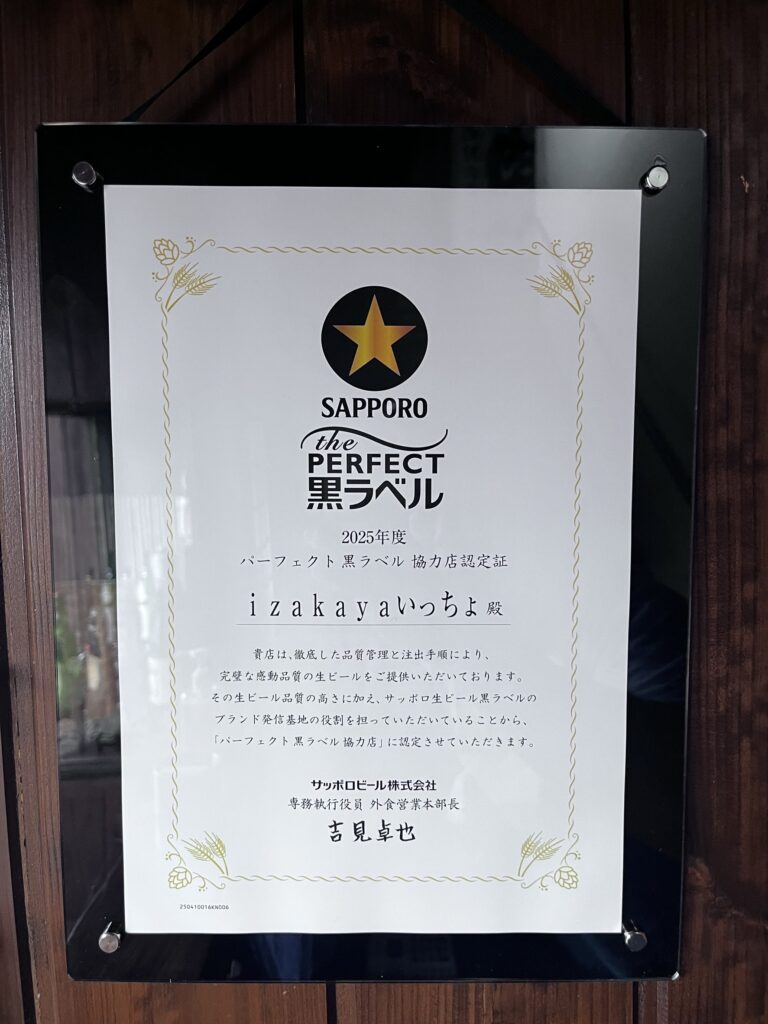 SAPPORO
the
PERFECT
黒ラベル
2025年度
パーフェクト 黒ラベル 協力店認定証
izakayaいっちょ 殿
貴店は、徹底した品質管理と注出手順により、
完璧な感動品質の生ビールをご提供いただいております。
その生ビール品質の高さに加え、サッポロ生ビール黒ラベルの
ブランド発信基地の役割を担っていただいていることから、
「パーフェクト 黒ラベル 協力店」に認定させていただきます。
サッポロビール株式会社
専務執行役員 外食営業本部長
吉見卓也
250410016KN006